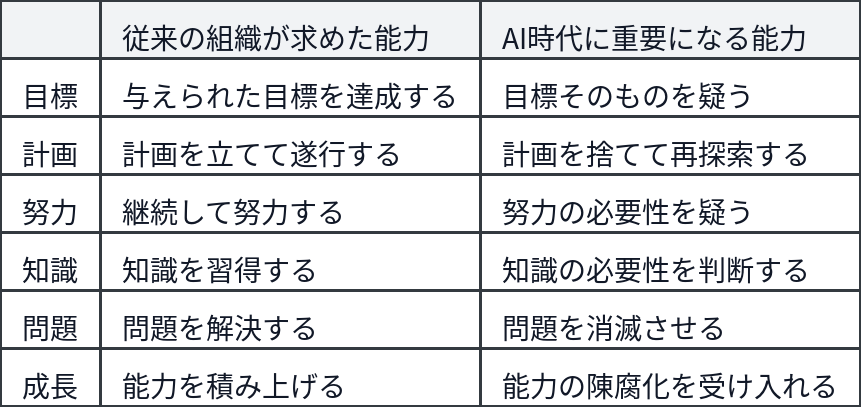 従来の組織が求めた能力 AI時代に重要になる能力
目標 与えられた目標を達成する 目標そのものを疑う
計画 計画を立てて遂行する 計画を捨てて再探索する
努力 継続して努力する 努力の必要性を疑う
知識 知識を習得する 知識の必要性を判断する
問題 問題を解決する 問題を消滅させる
成長 能力を積み上げる 能力の陳腐化を受け入れる